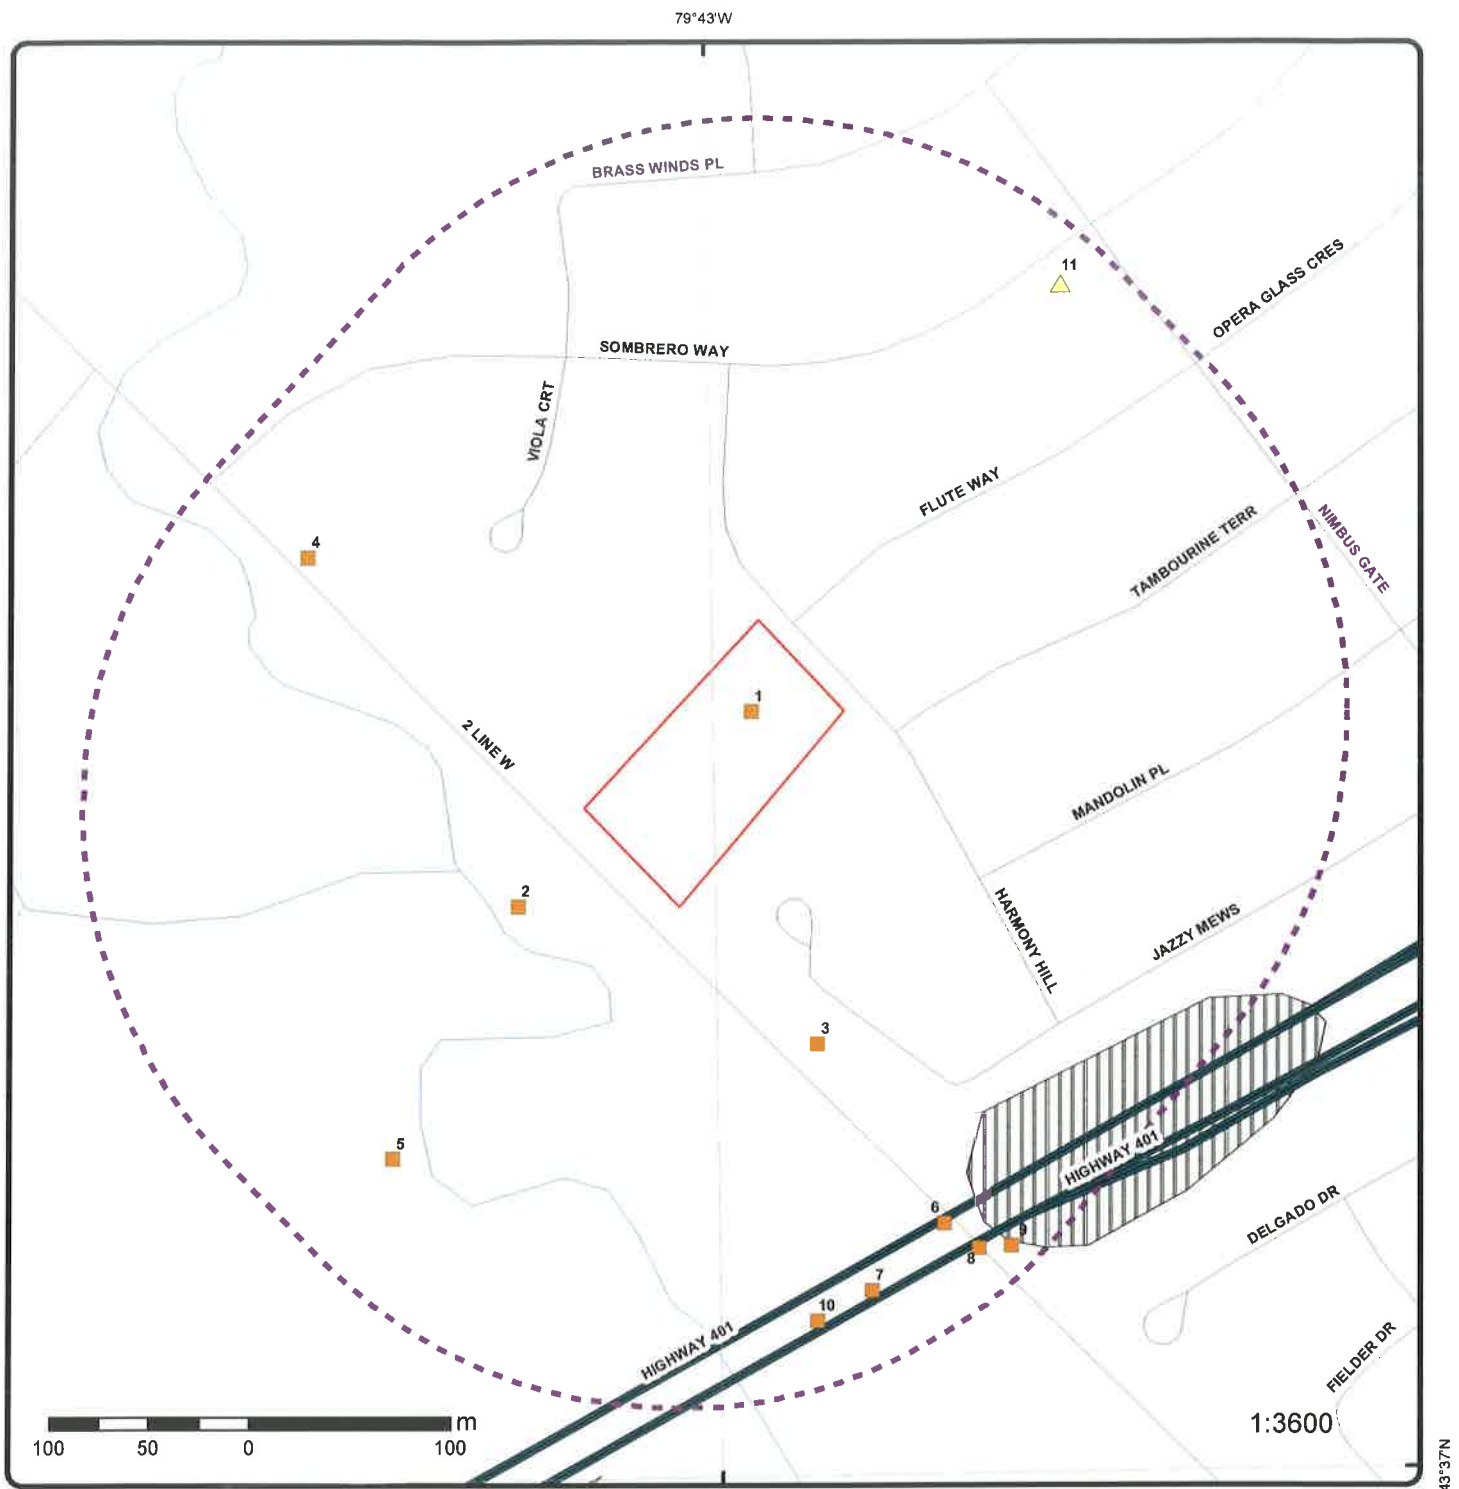 79°43'W
BRASS WINDS PL
11
OPERA GLASS CRES
SOMBRERO WAY
VIOLA CRT
FLUTE WAY
NIMBUS GATE
TAMBOURINE TERR
4
1
2 LINE W
MANDOLIN PL
2
HARMONY HILL
JAZZY MEWS
3
5
HIGHWAY 401
6
9
8
DELGADO DR
7
10
HIGHWAY 401
FIELDER DR
m
100 50 0 100
1:3600
43°37'N